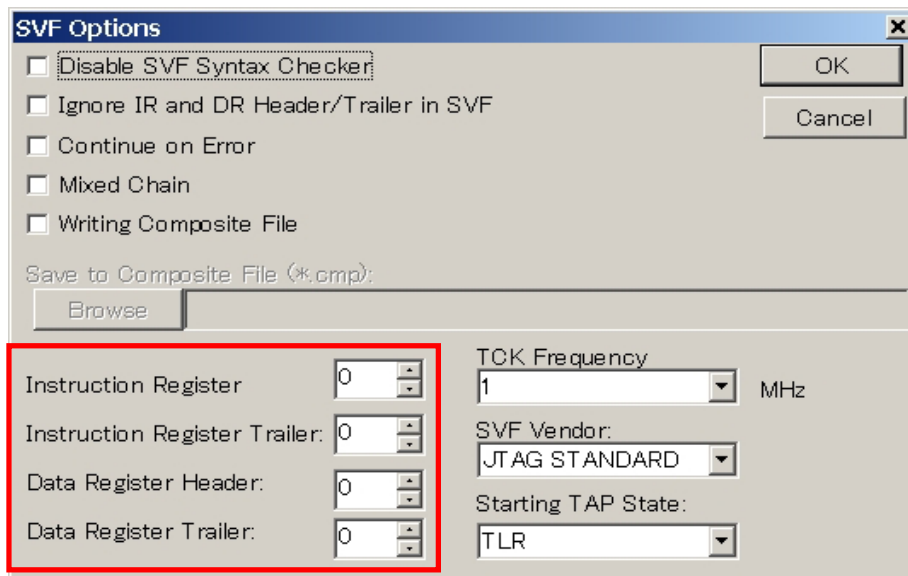 SVF Options
Disable SVF Syntax Checker
OK
Ignore IR and DR Header/Trailer in SVF
Cancel
Continue on Error
Mixed Chain
Writing Composite File
Save to Composite File (*.cmp):
Browse
Instruction Register
0
Instruction Register Trailer: 0
Data Register Header: 0
Data Register Trailer: 0
TCK Frequency
1 MHz
SVF Vendor:
JTAG STANDARD
Starting TAP State:
TLR